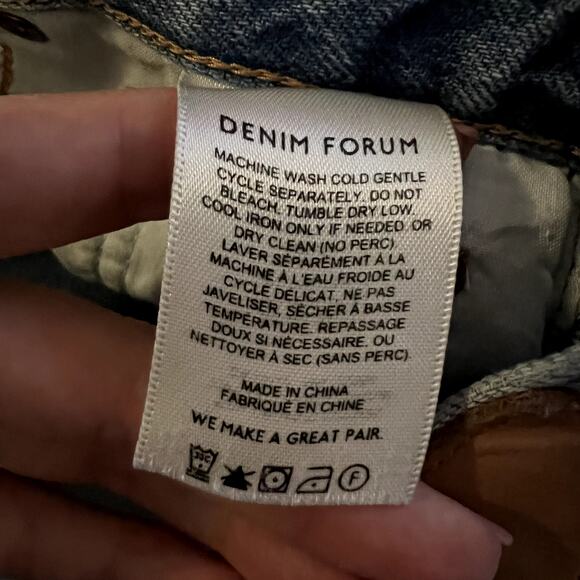 DENIM FORUM
MACHINE WASH COLD GENTLE
CYCLE SEPARATELY. DO NOT
BLEACH. TUMBLE DRY LOW.
COOL IRON ONLY IF NEEDED. OR
DRY CLEAN (NO PERC)
LAVER SÉPARÉMENT À LA
MACHINE À L'EAU FROIDE AU
CYCLE DÉLICAT, NE PAS
JAVELISER, SÉCHER À BASSE
TEMPÉRATURE. REPASSAGE
DOUX SI NÉCESSAIRE. OU
NETTOYER À SEC (SANS PERC)
MADE IN CHINA
FABRIQUÉ EN CHINE
WE MAKE A GREAT PAIR.
30C F